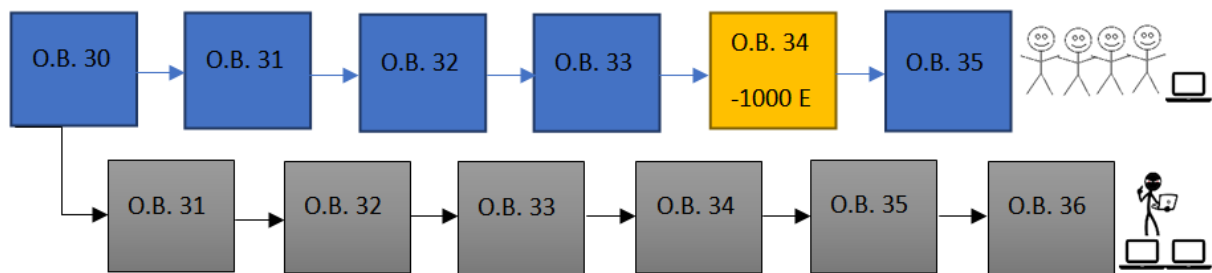 O.B. 30
O.B. 31
O.B. 32
O.B. 33
O.B. 34
-1000 E
O.B. 35
O.B. 31
O.B. 32
O.B. 33
O.B. 34
O.B. 35
O.B. 36